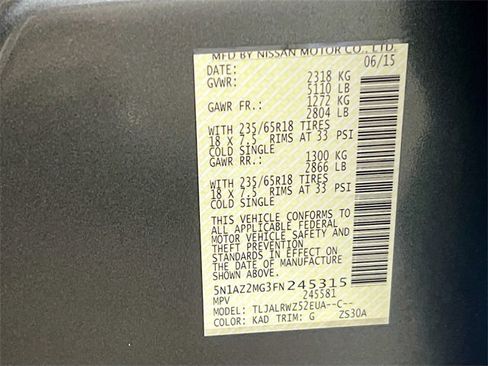 MFD BY NISSAN MOTOR CO., LTD.
DATE: 06/15
GVWR: 2318 KG
5110 LB
GAWR FR.: 1272 KG
2804 LB
WITH 235/65R18 TIRES
18 X 7.5 RIMS AT 33 PSI
COLD SINGLE
GAWR RR.: 1300 KG
2866 LB
WITH 235/65R18 TIRES
18 X 7.5 RIMS AT 33 PSI
COLD SINGLE
THIS VEHICLE CONFORMS TO
ALL APPLICABLE FEDERAL
MOTOR VEHICLE SAFETY AND
THEFT PREVENTION
STANDARDS IN EFFECT ON THE
DATE OF MANUFACTURE
SHOWN ABOVE.
5N1AZ2MG3FN245315
MPV 245581
MODEL: TLJALRWZ52EUA--C--
COLOR: KAD TRIM: G ZS30A